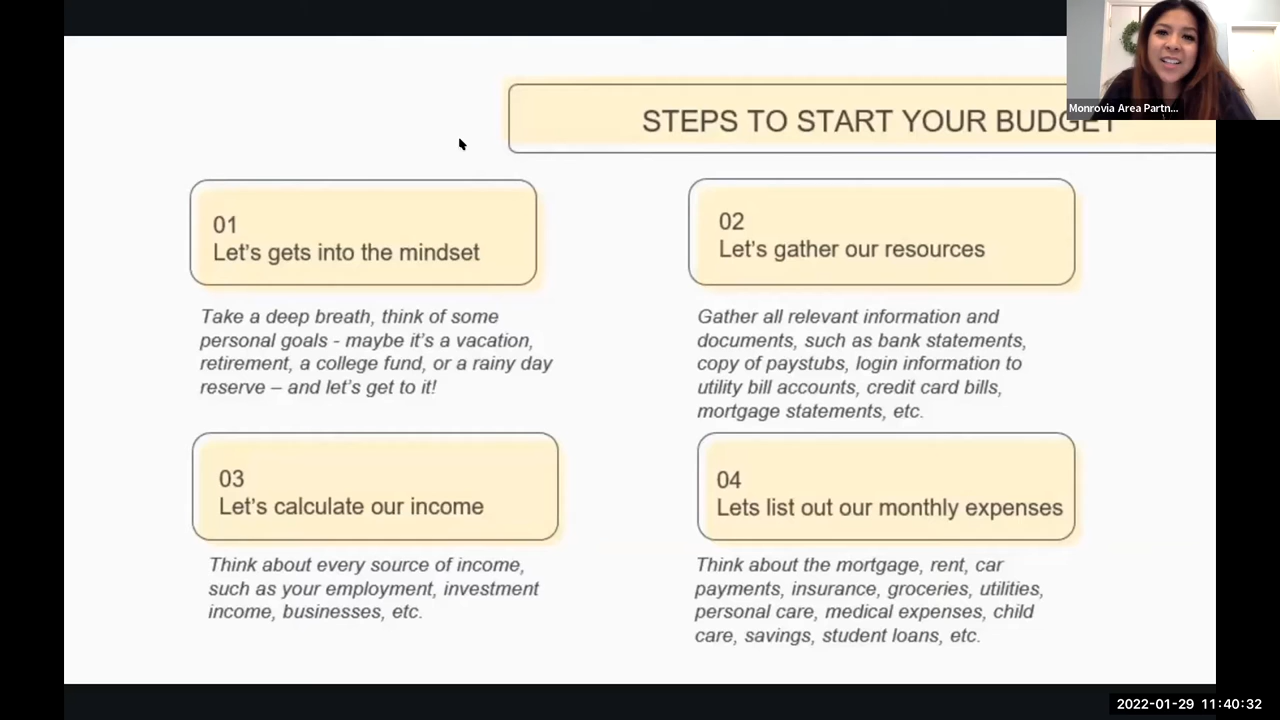 STEPS TO START YOUR BUDGET
Monrovia Area Partn...
01
Let's gets into the mindset
Take a deep breath, think of some
personal goals - maybe it's a vacation,
retirement, a college fund, or a rainy day
reserve – and let's get to it!
02
Let's gather our resources
Gather all relevant information and
documents, such as bank statements,
copy of paystubs, login information to
utility bill accounts, credit card bills,
mortgage statements, etc.
03
Let's calculate our income
Think about every source of income,
such as your employment, investment
income, businesses, etc.
04
Lets list out our monthly expenses
Think about the mortgage, rent, car
payments, insurance, groceries, utilities,
personal care, medical expenses, child
care, savings, student loans, etc.
2022-01-29 11:40:32